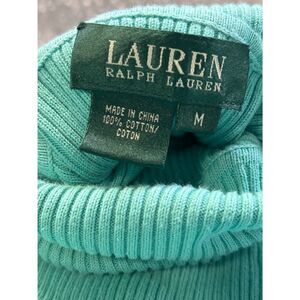 LAUREN
RALPH LAUREN
MADE IN CHINA
100% COTTON/
COTON
M